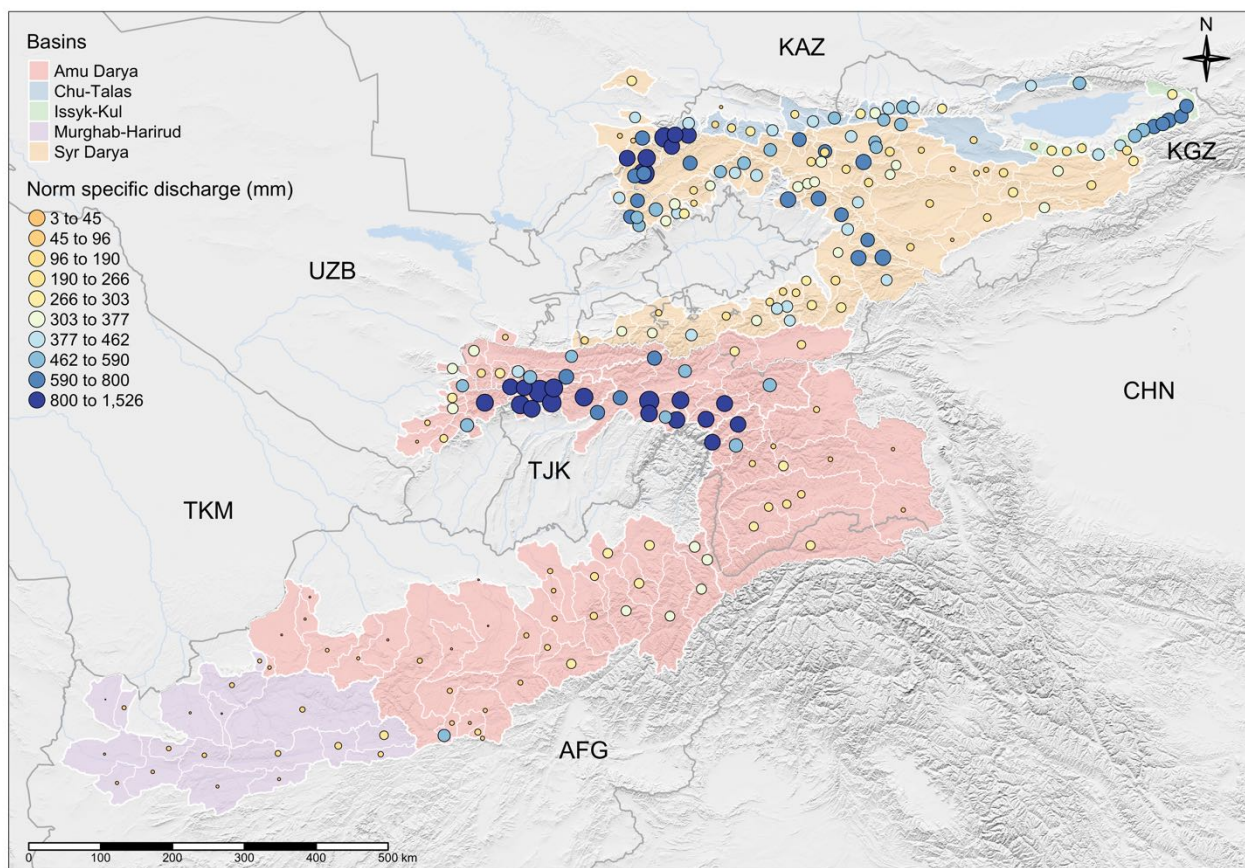 Basins
Amu Darya
Chu-Talas
Issyk-Kul
Murghab-Harirud
Syr Darya
Norm specific discharge (mm)
3 to 45
45 to 96
96 to 190
190 to 266
266 to 303
303 to 377
377 to 462
462 to 590
590 to 800
800 to 1,526
KAZ
N
KGZ
UZB
CHN
TJK
TKM
AFG
0 100 200 300 400 500 km